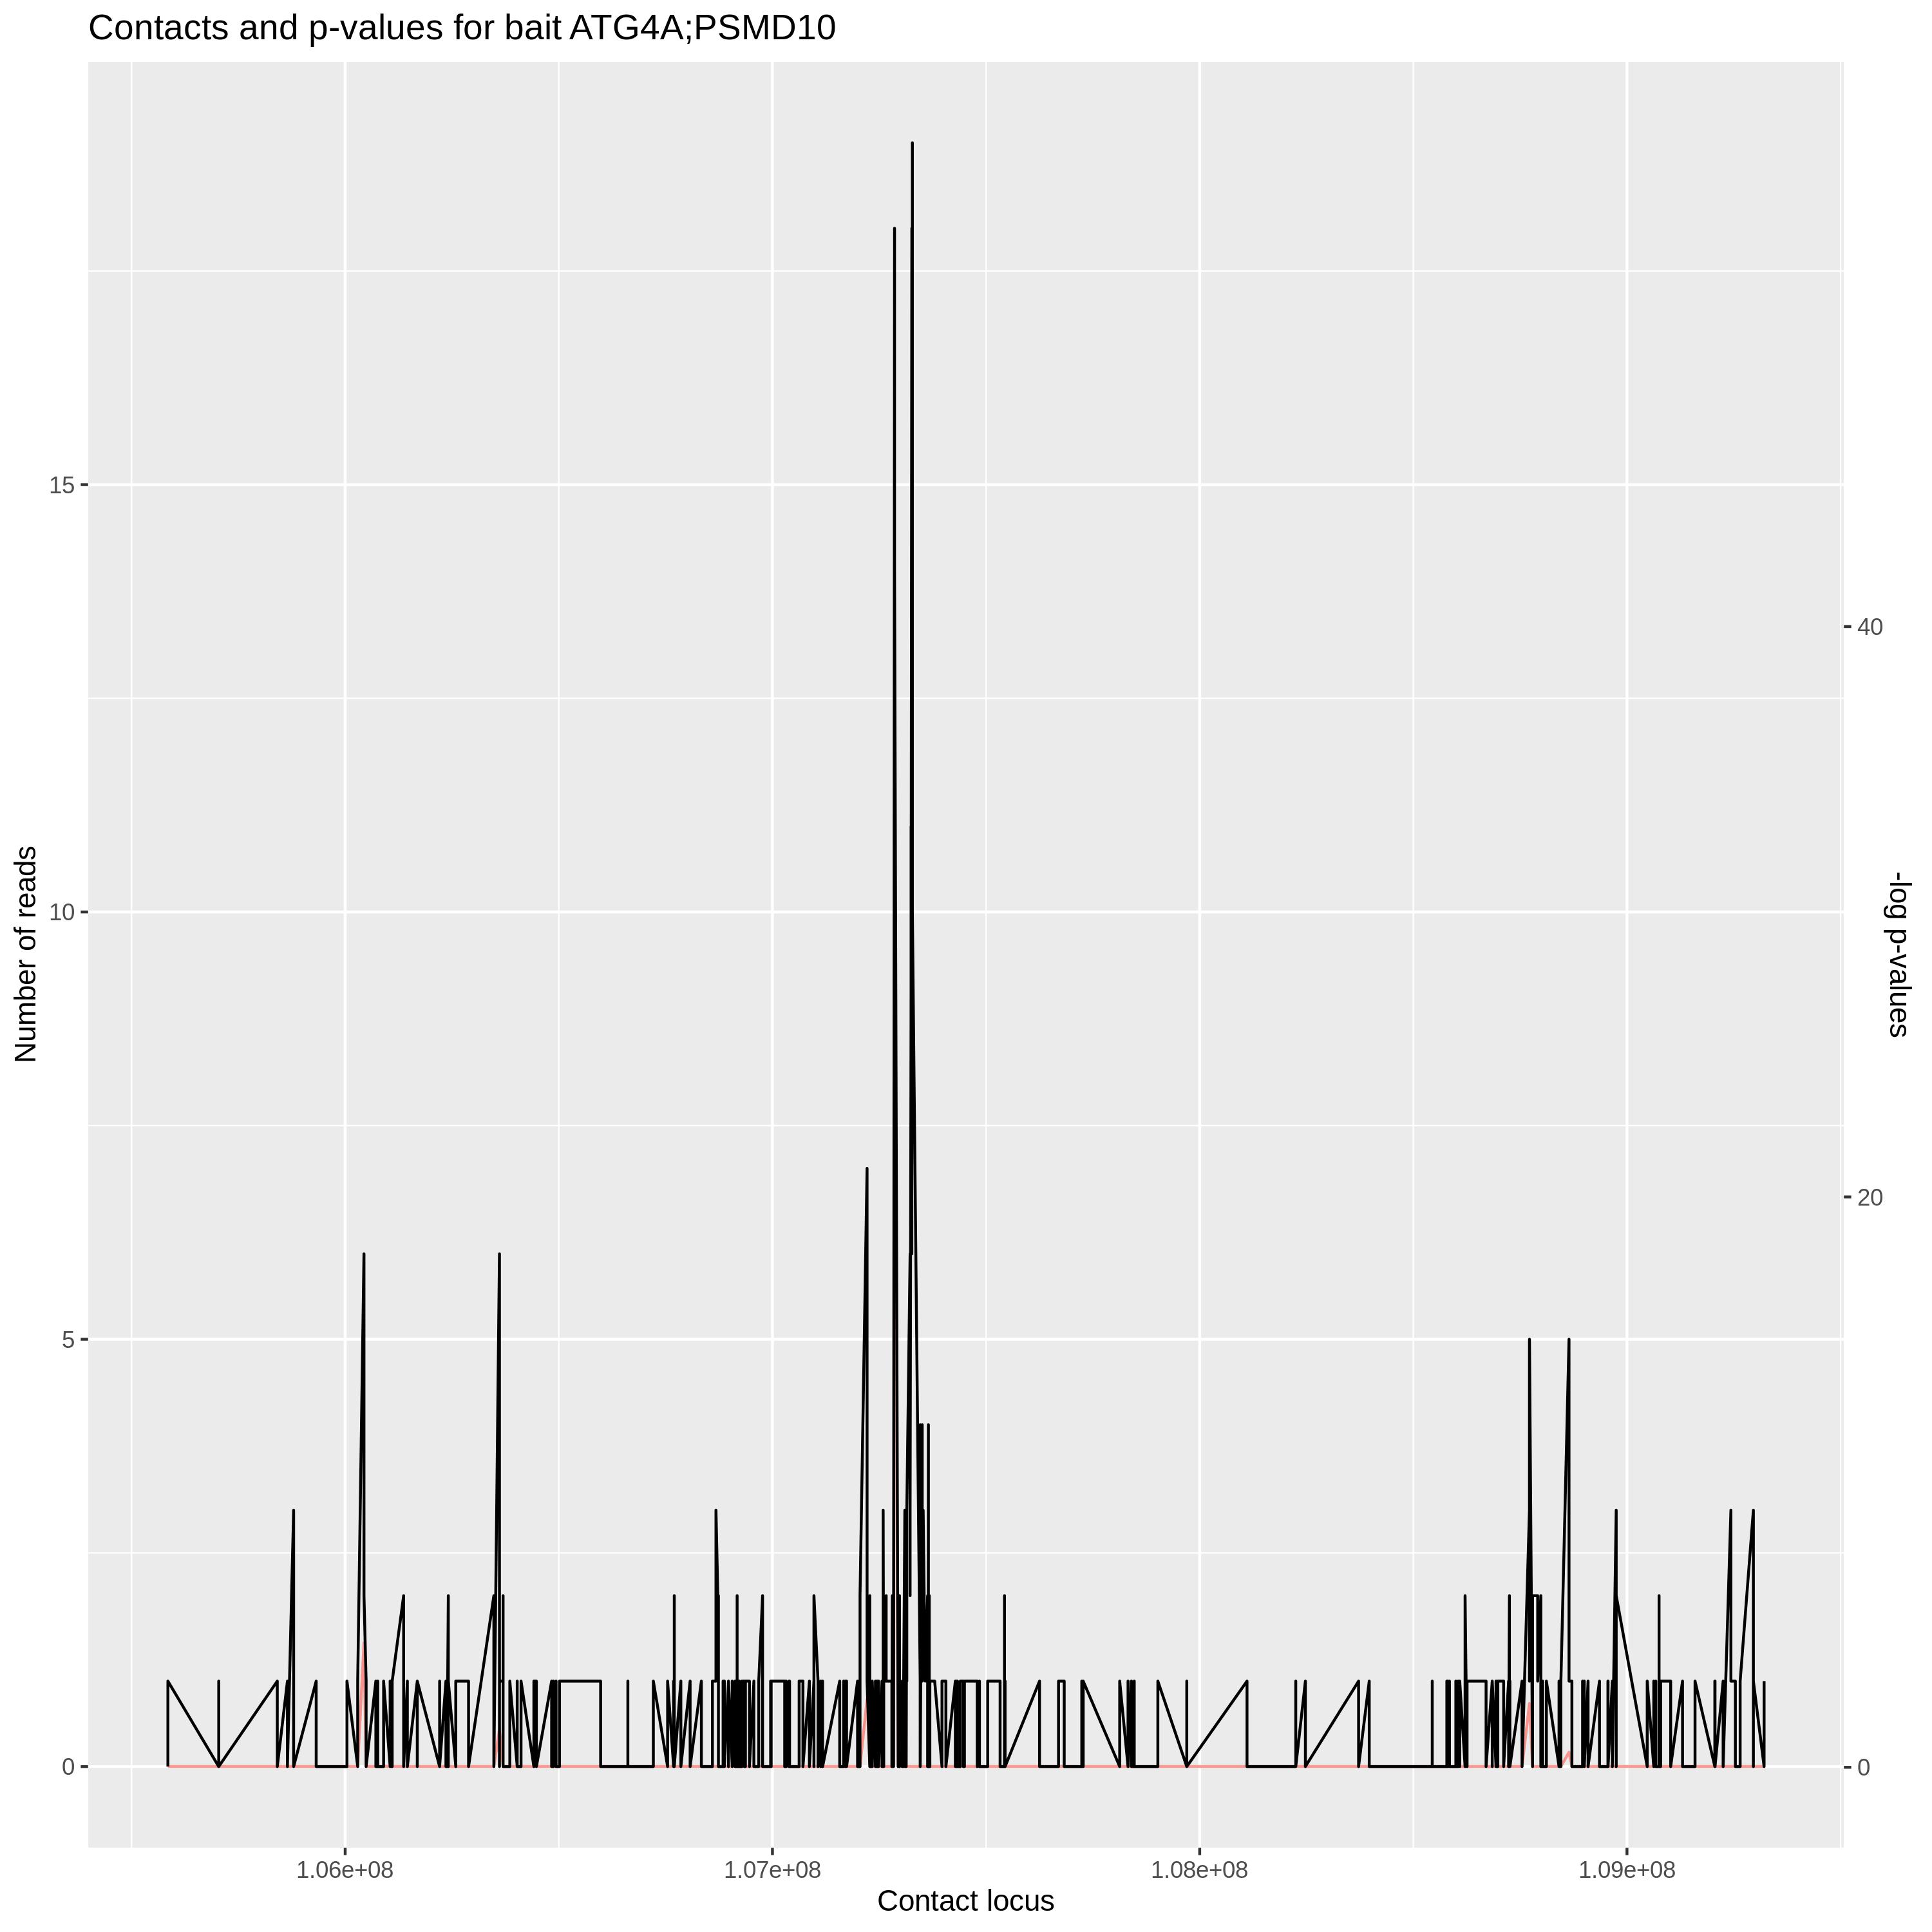 Contacts and p-values for bait ATG4A;PSMD10
Number of reads
15
10
5
0
40
20
0
-log p-values
1.06e+08
1.07e+08
1.08e+08
1.09e+08
Contact locus